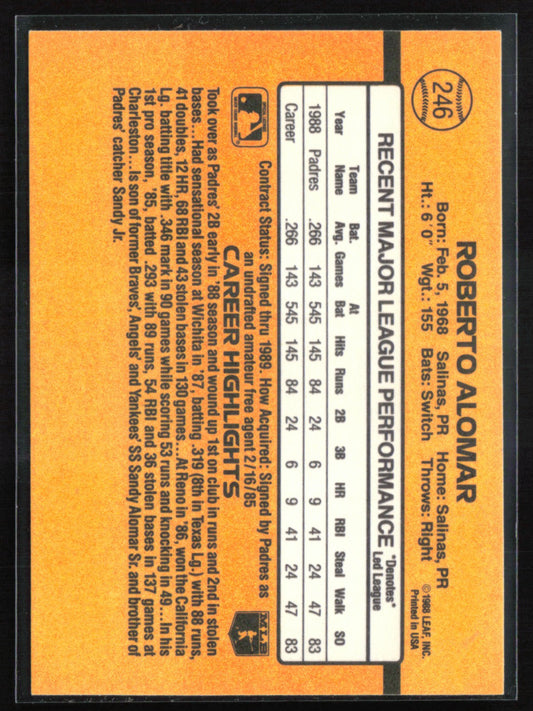 246
ROBERTO ALOMAR
Born: Feb. 5, 1968 Salinas, PR Home: Salinas, PR
Ht.: 6'0" Wgt.: 155 Bats: Switch Throws: Right
©1988 LEAF, INC.
Printed in USA
RECENT MAJOR LEAGUE PERFORMANCE
*Denotes*
Led League
Year Team Name Bat. Avg. Games At Bat Hits Runs 2B 3B HR RBI Steal Walk SO
1988 Padres .266 143 545 145 84 24 6 9 41 24 47 83
Career .266 143 545 145 84 24 6 9 41 24 47 83
Contract Status: Signed thru 1989. How Acquired: Signed by Padres as
an undrafted amateur free agent 2/16/85
CAREER HIGHLIGHTS
MLB
Took over as Padres' 2B early in '88 season and wound up 1st on club in runs and 2nd in stolen
bases...Had sensational season at Wichita in '87, batting .319 (8th in Texas Lg.) with 88 runs,
41 doubles, 12 HR, 68 RBI and 43 stolen bases in 130 games...At Reno in '86, won the California
Lg. batting title with .346 mark in 90 games while scoring 53 runs and knocking in 49...In his
1st pro season, '85, batted .293 with 89 runs, 54 RBI and 36 stolen bases in 137 games at
Charleston...Is son of former Braves', Angels' and Yankees' SS Sandy Alomar Sr. and brother of
Padres' catcher Sandy Jr.